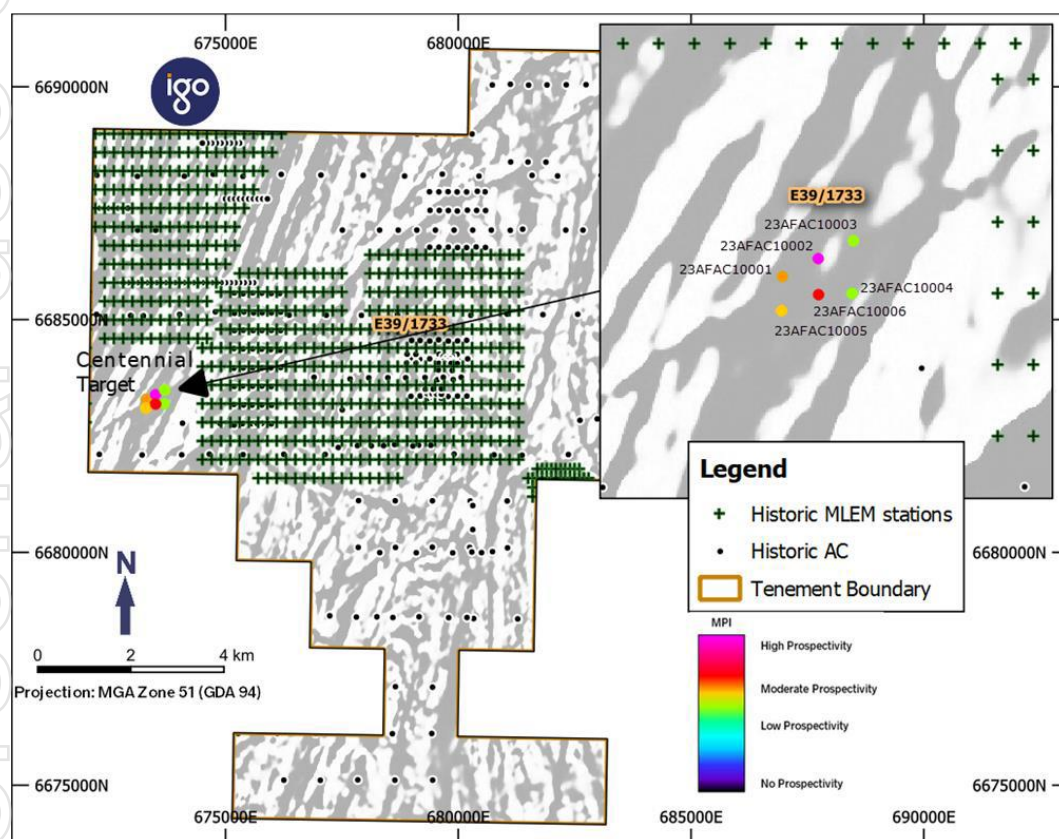 675000E
680000E
6690000N
igo
E39/1733
23AFAC10003
23AFAC10002
23AFAC10001
23AFAC10004
23AFAC10006
23AFAC10005
6685000N
E39/1733
Centennial
Target
Legend
Historic MLEM stations
Historic AC
Tenement Boundary
6680000N
6680000N
N
0 2 4 km
Projection: MGA Zone 51 (GDA 94)
MPI
High Prospectivity
Moderate Prospectivity
Low Prospectivity
No Prospectivity
6675000N
6675000N
675000E
680000E
685000E
690000E